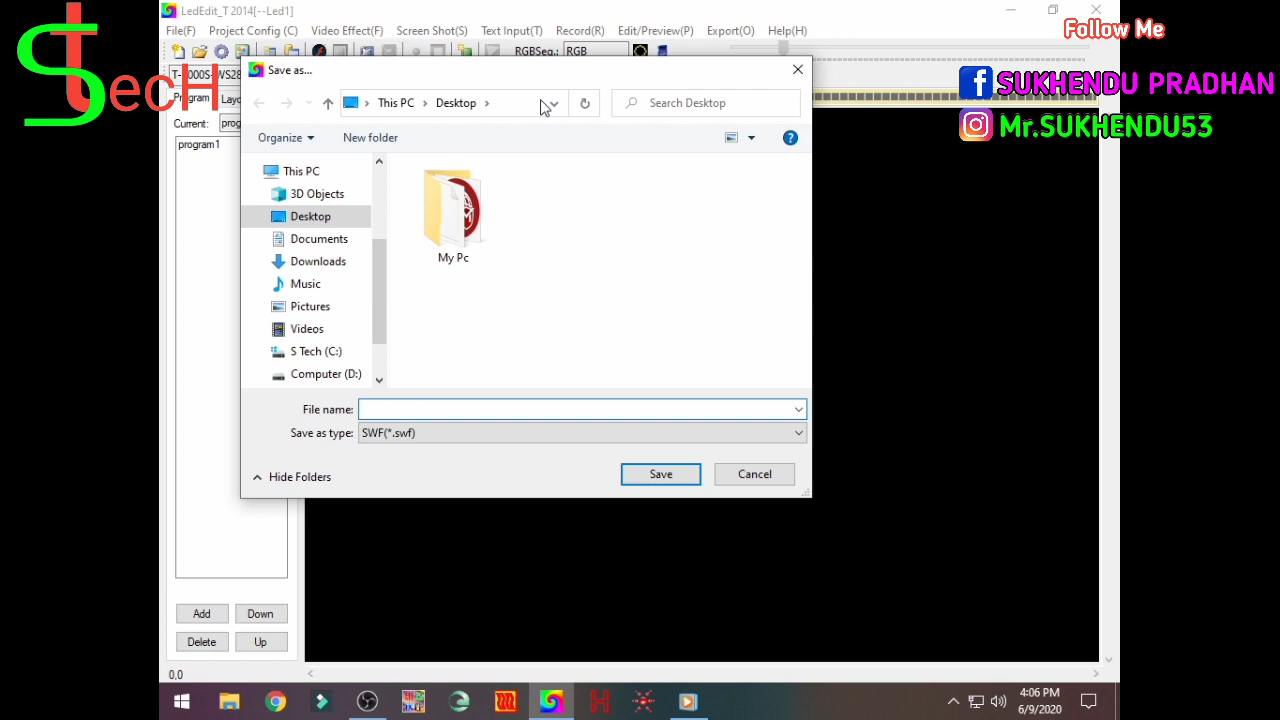 LedEdit_T 2014[--Led1]
File(F) Project Config (C) Video Effect(F) Screen Show(S) Text Input(T) Record(R) Edit/Preview(P) Export(O) Help(H)
RGBSeq.: RGB
Follow Me
S Tech
SUKHENDU PRADHAN
Mr.SUKHENDU53
Program
Current:
program1
Save as...
This PC > Desktop >
Search Desktop
Organize
New folder
This PC
3D Objects
Desktop
Documents
Downloads
Music
Pictures
Videos
S Tech (C:)
Computer (D:)
My Pc
File name:
Save as type: SWF(*.swf)
Hide Folders
Save Cancel
Add Down
Delete Up
0.0
4:06 PM
6/9/2020